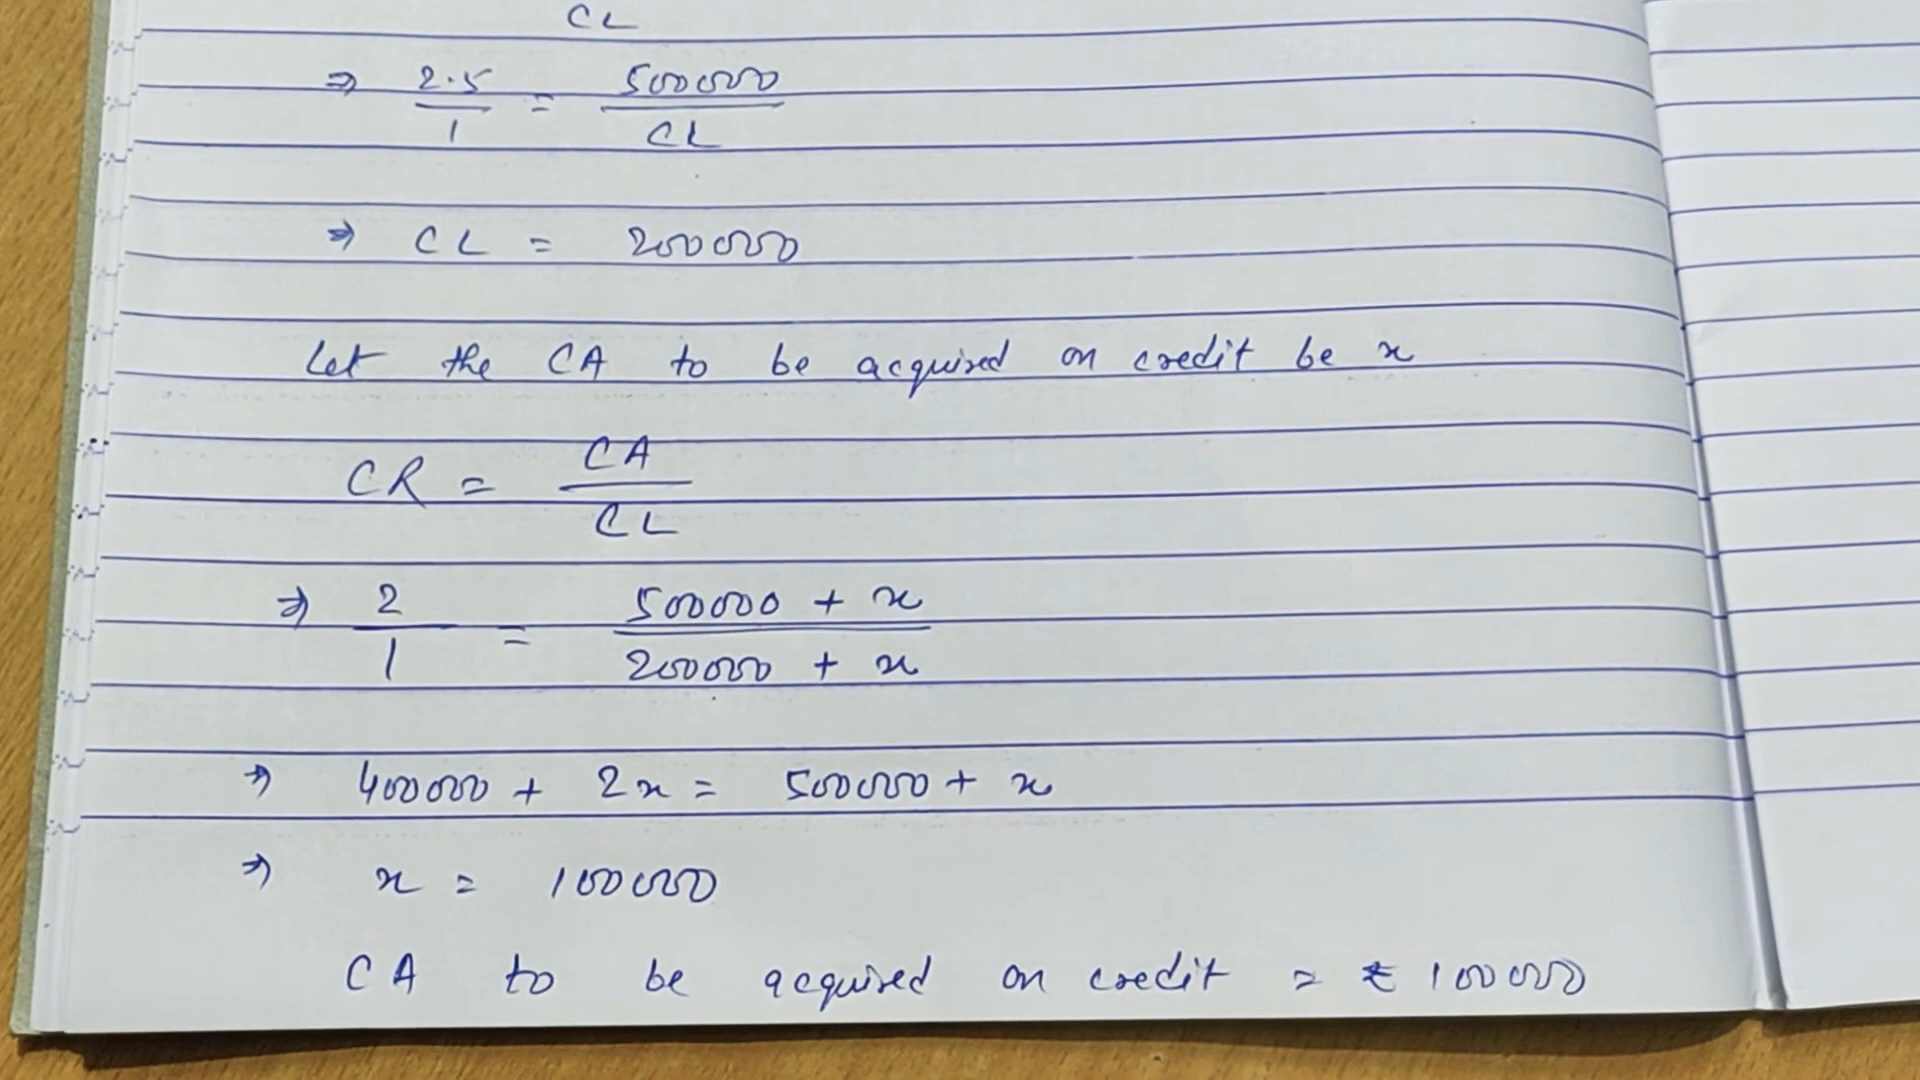 CL
⇒ 2.5/1 = 500000/CL
⇒ CL = 200000
Let the CA to be acquired on credit be x
CR = CA/CL
⇒ 2/1 = 500000 + x/200000 + x
⇒ 400000 + 2x = 500000 + x
⇒ x = 100000
CA to be acquired on credit = ₹ 100000